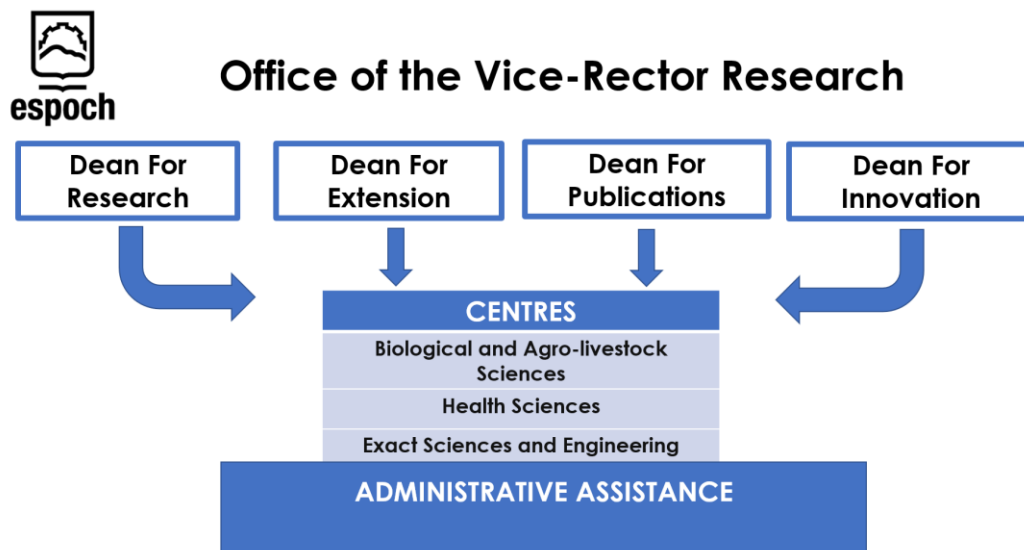 espoch
Office of the Vice-Rector Research
Dean For
Research
Dean For
Extension
Dean For
Publications
Dean For
Innovation
CENTRES
Biological and Agro-livestock
Sciences
Health Sciences
Exact Sciences and Engineering
ADMINISTRATIVE ASSISTANCE